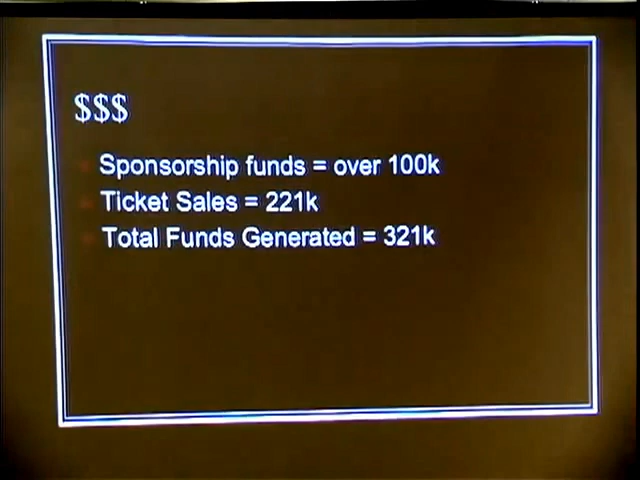 $$$
Sponsorship funds = over 100k
Ticket Sales = 221k
Total Funds Generated = 321k